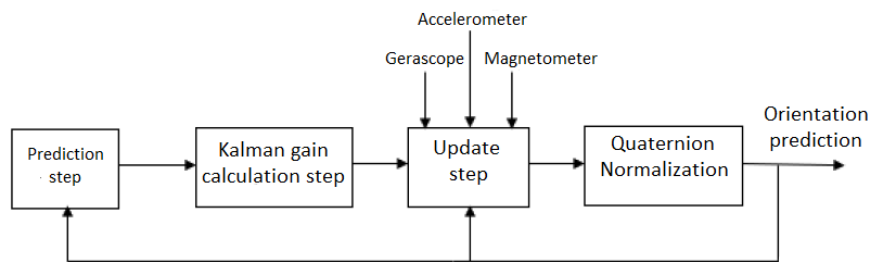 Accelerometer
Gerascope
Magnetometer
Prediction
step
Kalman gain
calculation step
Update
step
Quaternion
Normalization
Orientation
prediction